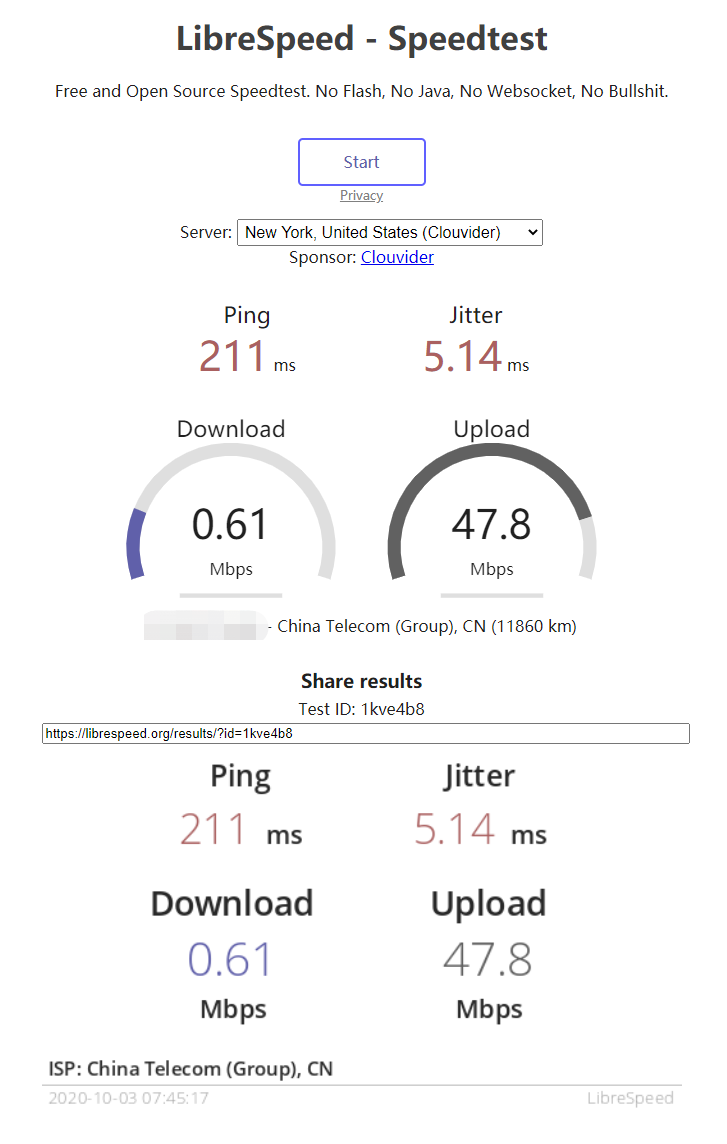 LibreSpeed - Speedtest
Free and Open Source Speedtest. No Flash, No Java, No Websocket, No Bullshit.
Start
Privacy
Server: New York, United States (Clouvider)
Sponsor: Clouvider
Ping Jitter
211 ms 5.14 ms
Download Upload
0.61 47.8
Mbps Mbps
- China Telecom (Group), CN (11860 km)
Share results
Test ID: 1kve4b8
https://librespeed.org/results/?id=1kve4b8
Ping Jitter
211 ms 5.14 ms
Download Upload
0.61 47.8
Mbps Mbps
ISP: China Telecom (Group), CN
2020-10-03 07:45:17 LibreSpeed